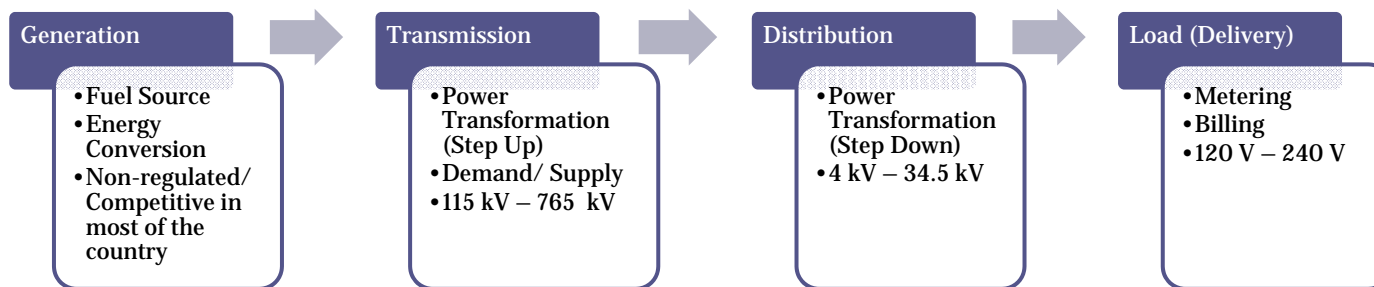 Generation
•Fuel Source
•Energy
Conversion
•Non-regulated/
Competitive in
most of the
country
Transmission
•Power
Transformation
(Step Up)
•Demand/ Supply
•115 kV – 765 kV
Distribution
•Power
Transformation
(Step Down)
•4 kV – 34.5 kV
Load (Delivery)
•Metering
•Billing
•120 V – 240 V